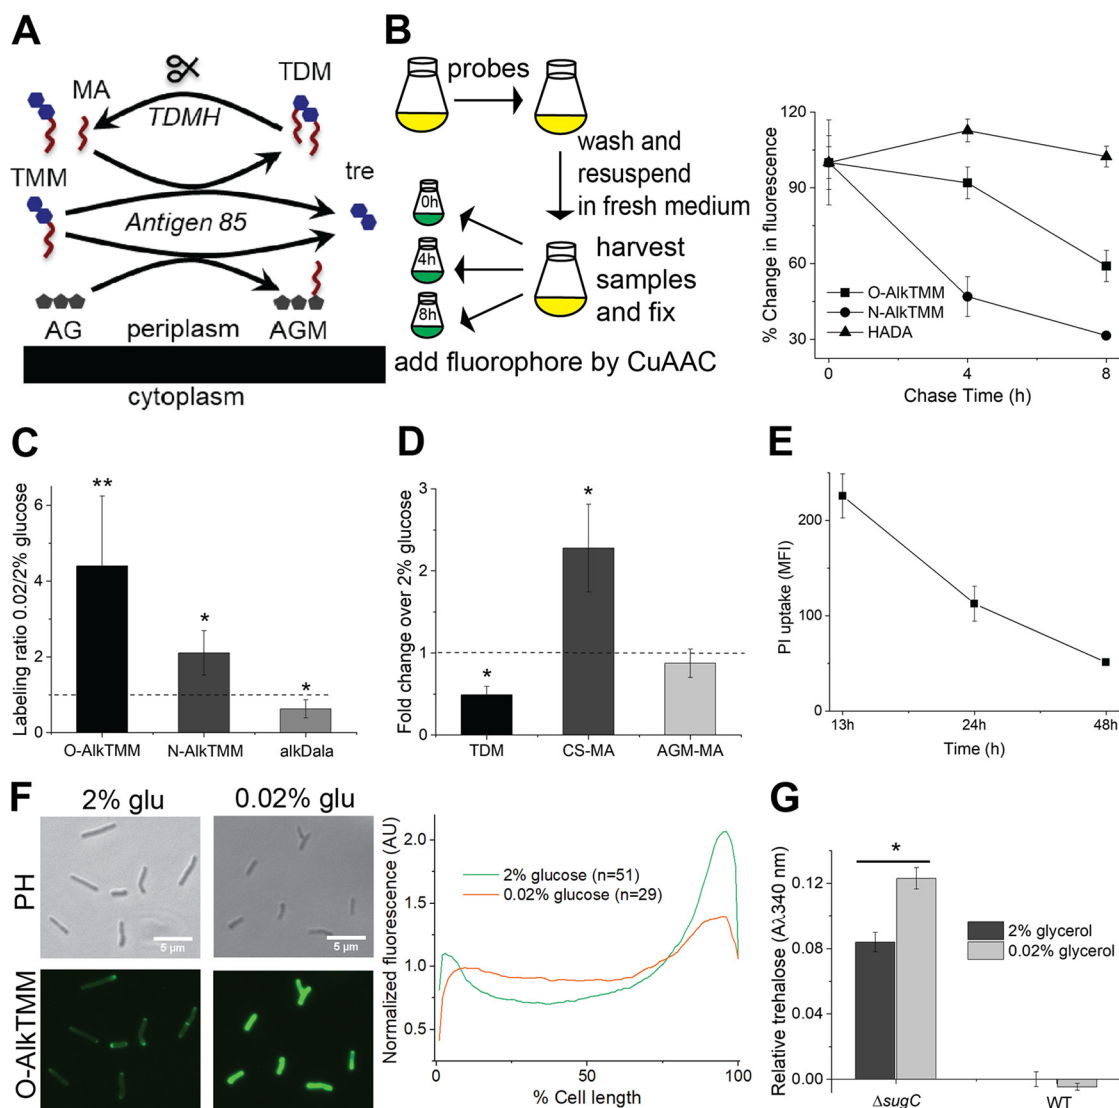 A
MA
TDM
TDMH
TMM
tre
Antigen 85
AG
periplasm
AGM
cytoplasm
B
probes
wash and
resuspend
in fresh medium
0h
4h
8h
harvest
samples
and fix
add fluorophore by CuAAC
% Change in fluorescence
120
90
60
30
O-AlkTMM
N-AlkTMM
HADA
0
4
8
Chase Time (h)
C
Labeling ratio 0.02/2% glucose
6
4
2
0
**
*
*
O-AlkTMM
N-AlkTMM
alkDala
D
Fold change over 2% glucose
3
2
1
0
*
*
TDM
CS-MA
AGM-MA
E
PI uptake (MFI)
200
100
0
13h
24h
48h
Time (h)
F
2% glu
0.02% glu
PH
5 µm
5 µm
O-AlkTMM
Normalized fluorescence (AU)
2.0
1.5
1.0
0.5
2% glucose (n=51)
0.02% glucose (n=29)
0
50
100
% Cell length
G
Relative trehalose (Aλ340 nm)
0.12
0.08
0.04
0.00
*
2% glycerol
0.02% glycerol
ΔsugC
WT